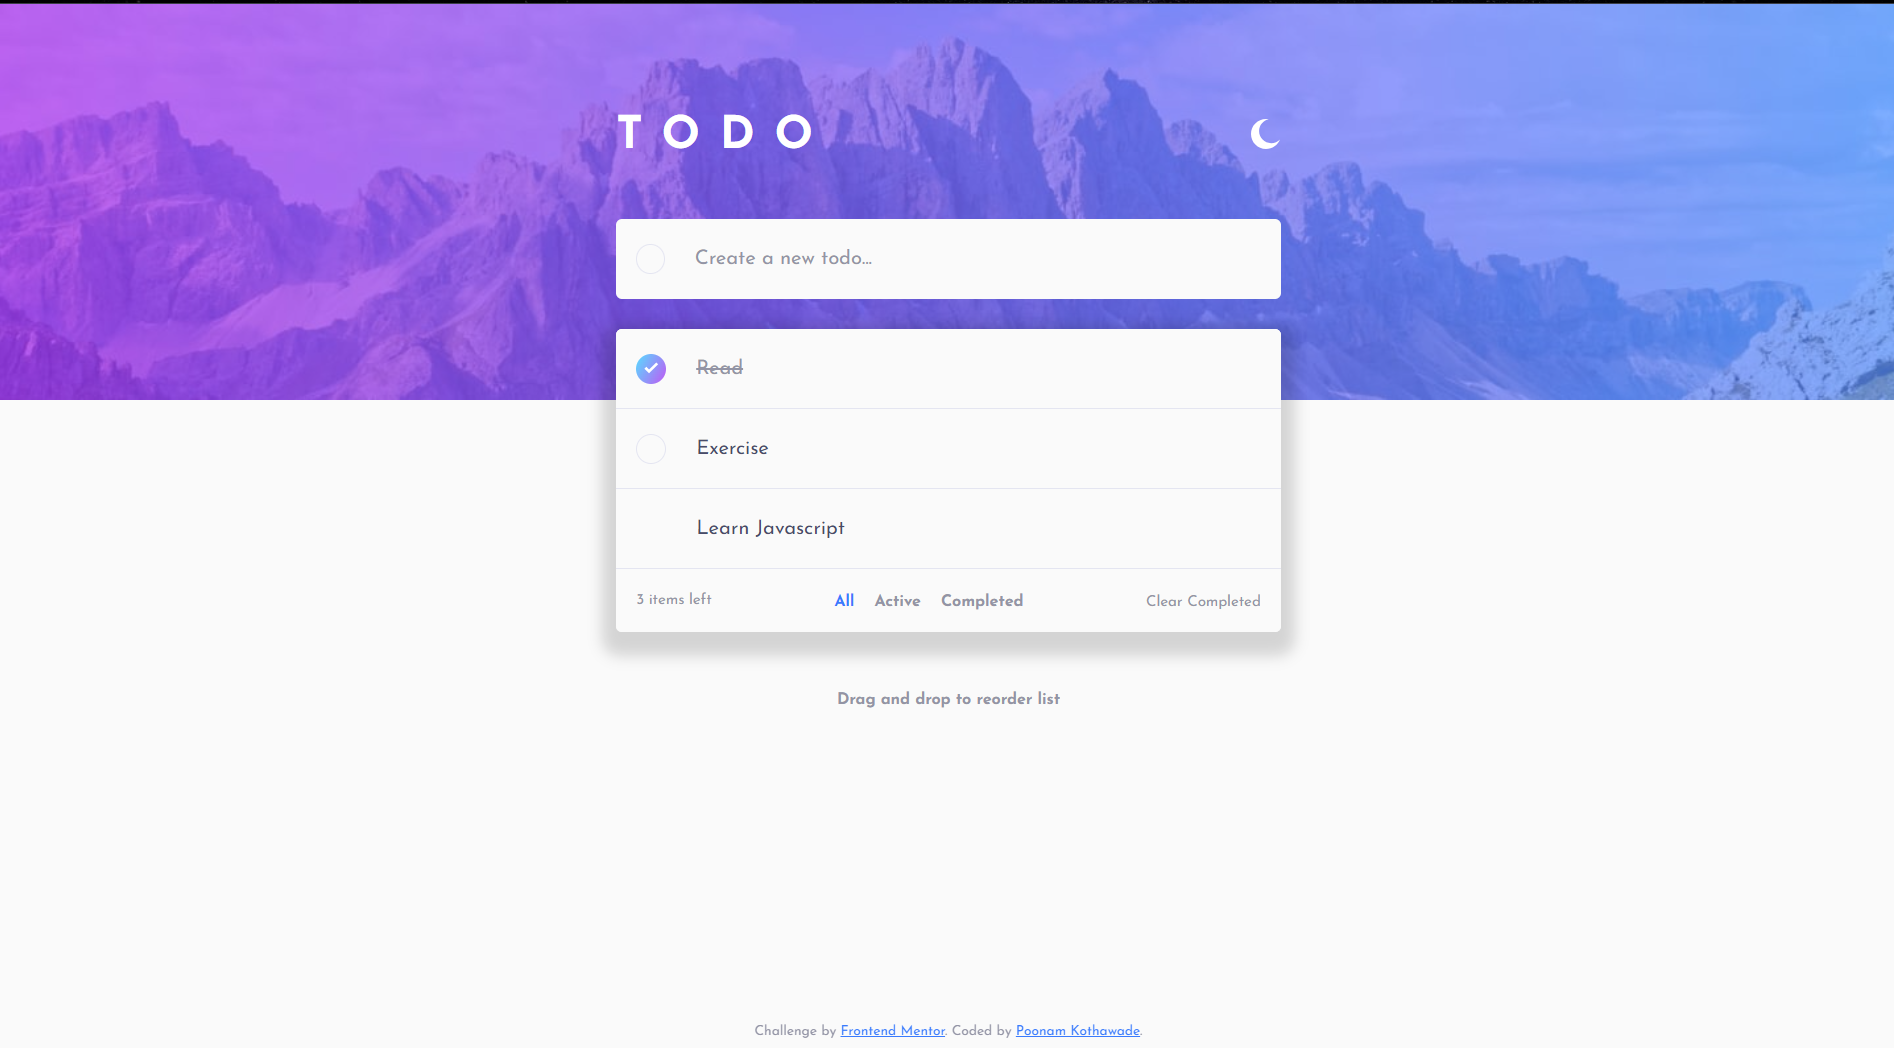 TODO
Create a new todo...
Read
Exercise
Learn Javascript
3 items left All Active Completed Clear Completed
Drag and drop to reorder list
Challenge by Frontend Mentor. Coded by Poonam Kothawade.